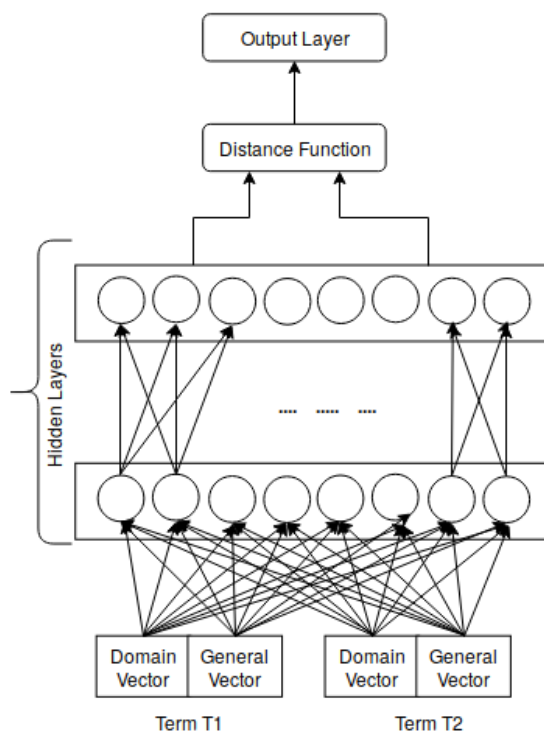 Output Layer
Distance Function
Hidden Layers
.... ..... ....
Domain Vector
General Vector
Domain Vector
General Vector
Term T1
Term T2